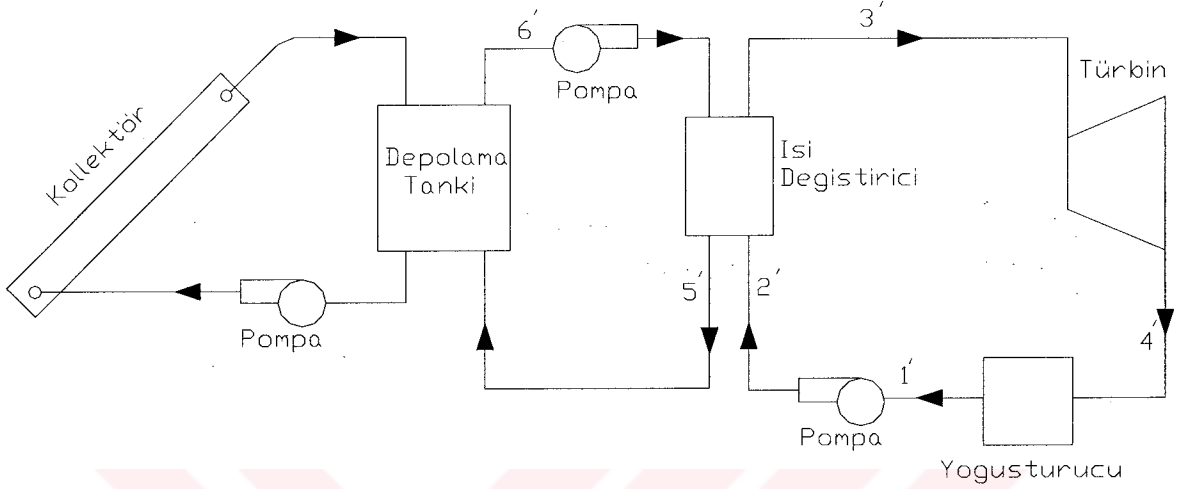 Kollektör
Pompa
Depolama
Tanki
6'
Pompa
Isi
Degistirici
5'
2'
3'
Türbin
4'
1'
Pompa
Yogusturucu